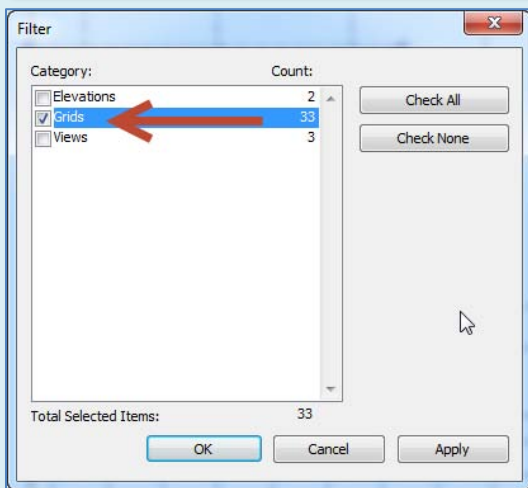 Filter
Category: Count:
Elevations 2
Grids 33
Views 3
Check All
Check None
Total Selected Items: 33
OK Cancel Apply